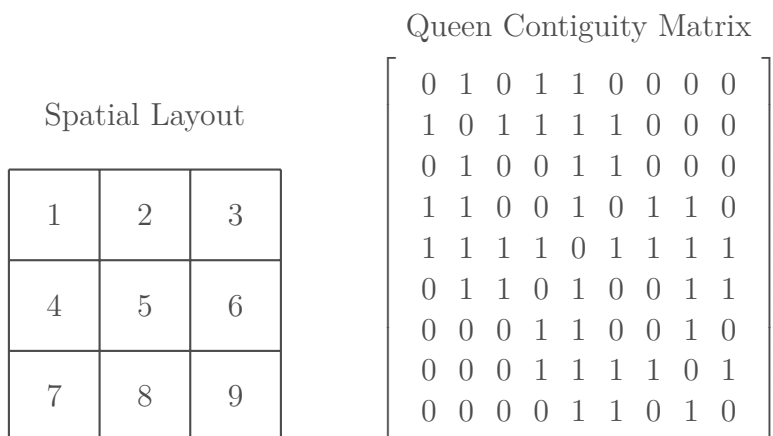 Spatial Layout
1 2 3
4 5 6
7 8 9
Queen Contiguity Matrix
0 1 0 1 1 0 0 0 0
1 0 1 1 1 1 0 0 0
0 1 0 0 1 1 0 0 0
1 1 0 0 1 0 1 1 0
1 1 1 1 0 1 1 1 1
0 1 1 0 1 0 0 1 1
0 0 0 1 1 0 0 1 0
0 0 0 1 1 1 1 0 1
0 0 0 0 1 1 0 1 0